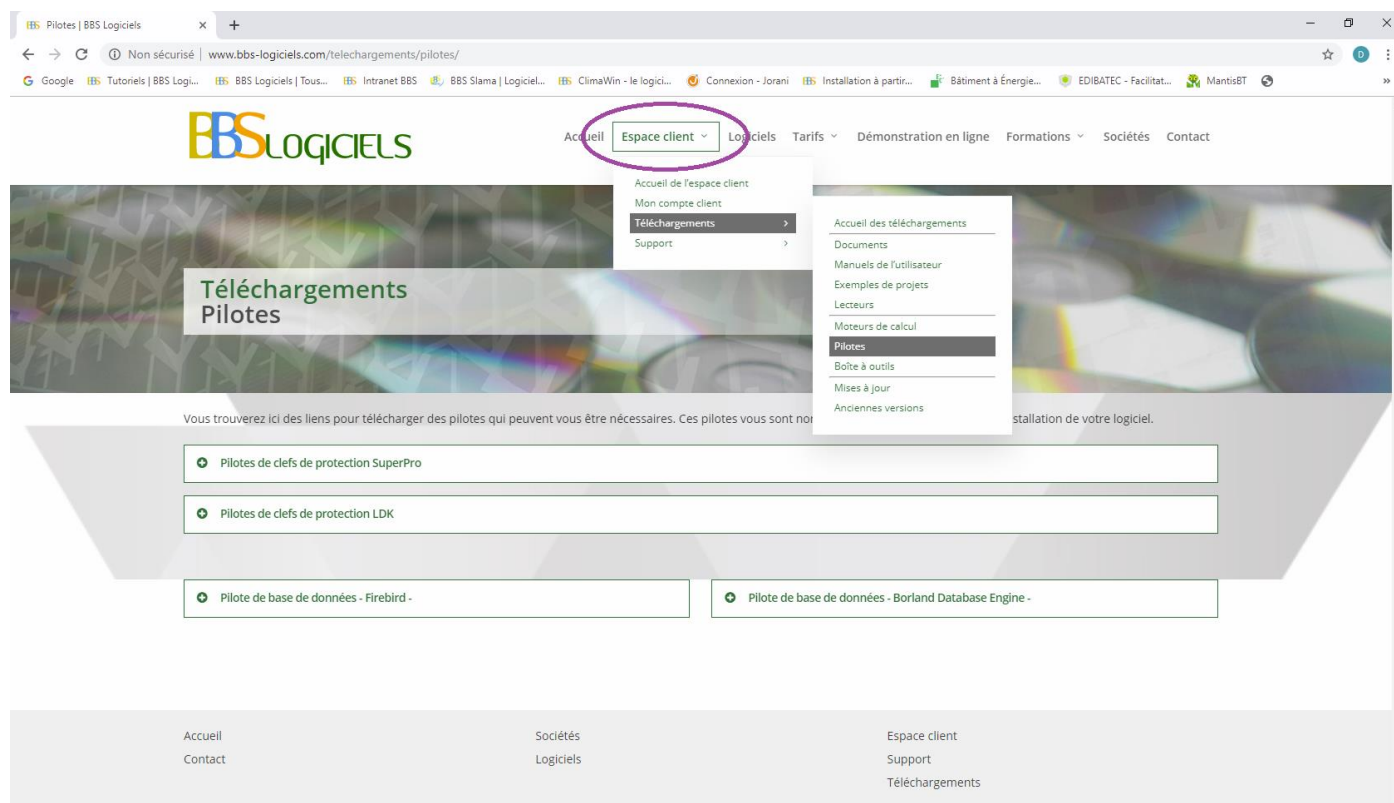 BBS Pilotes | BBS Logiciels
Non sécurisé | www.bbs-logiciels.com/telechargements/pilotes/
D
Google BBS Tutoriels | BBS Logi... BBS BBS Logiciels | Tous... BBS Intranet BBS BBS Slama | Logiciel... BBS ClimaWin - le logici... Connexion - Jorani BBS Installation à partir... Bâtiment à Énergie... EDIBATEC - Facilitat... MantisBT »
BBS LOGICIELS
Accueil Espace client Logiciels Tarifs Démonstration en ligne Formations Sociétés Contact
Accueil de l'espace client
Mon compte client
Téléchargements
Support
Accueil des téléchargements
Documents
Manuels de l'utilisateur
Exemples de projets
Lecteurs
Moteurs de calcul
Pilotes
Boîte à outils
Mises à jour
Anciennes versions
Téléchargements
Pilotes
Vous trouverez ici des liens pour télécharger des pilotes qui peuvent vous être nécessaires. Ces pilotes vous sont stallation de votre logiciel.
Pilotes de clefs de protection SuperPro
Pilotes de clefs de protection LDK
Pilote de base de données - Firebird -
Pilote de base de données - Borland Database Engine -
Accueil
Contact
Sociétés
Logiciels
Espace client
Support
Téléchargements